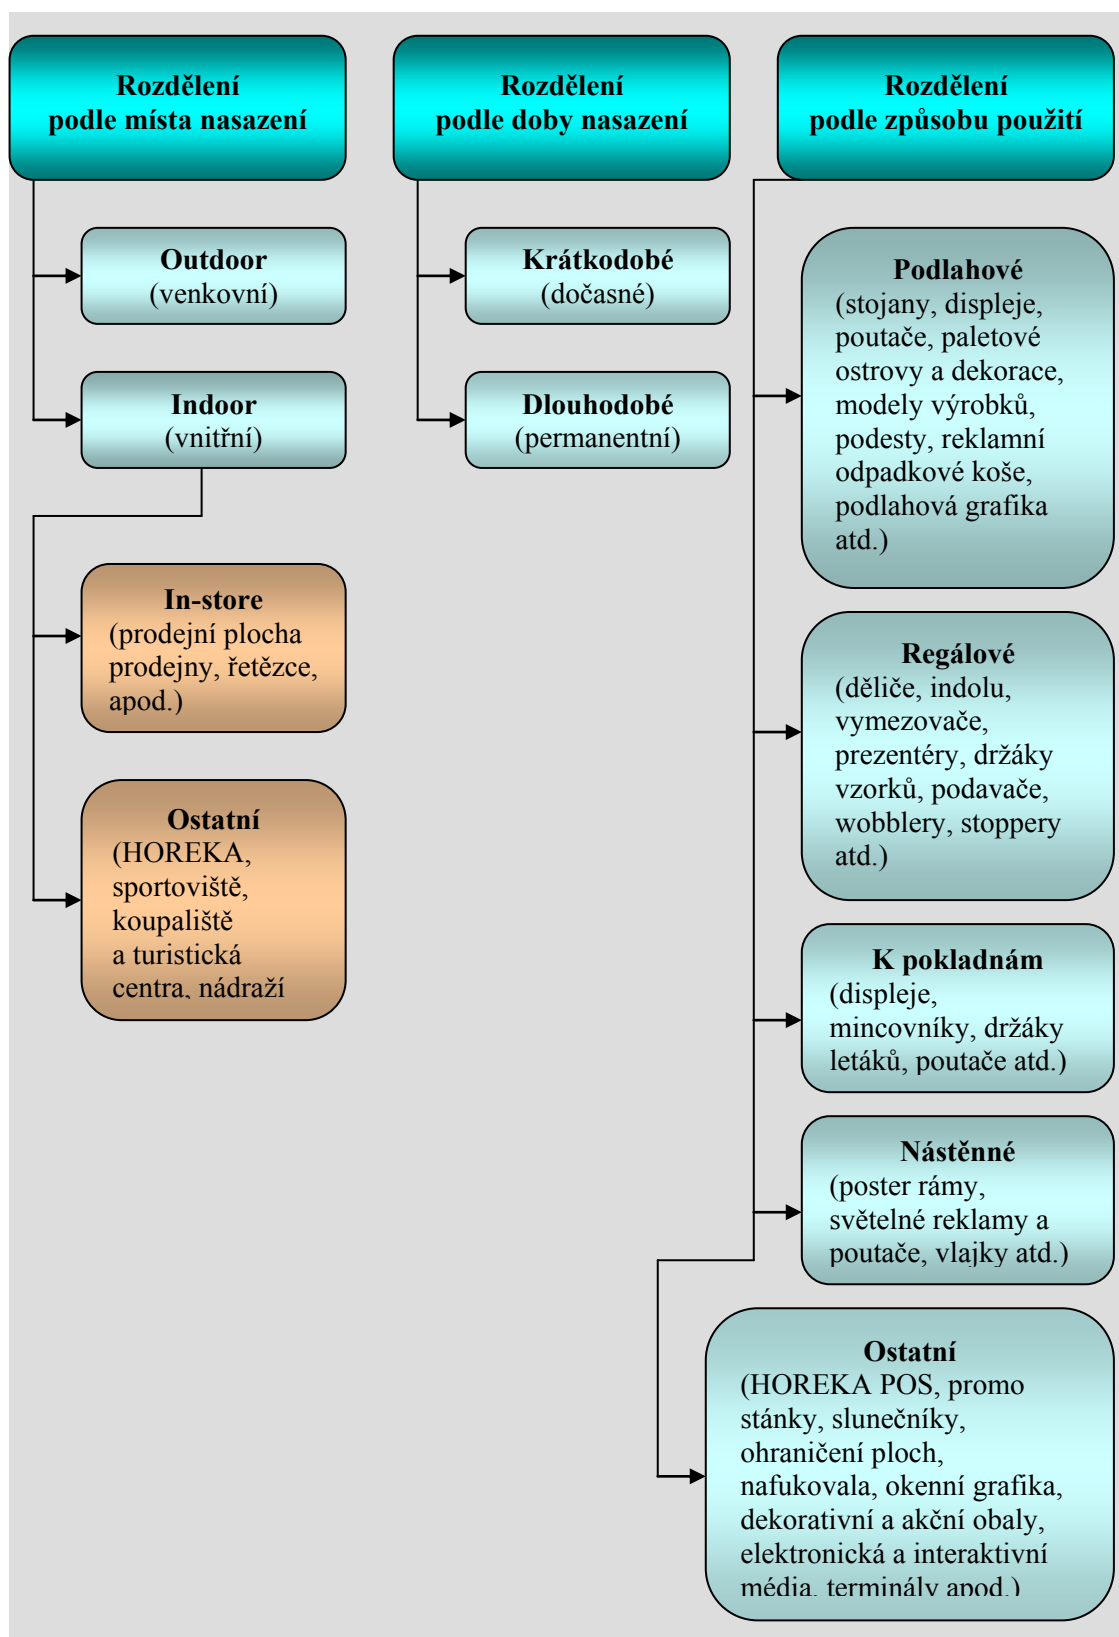 Rozdělení
podle místa nasazení
Outdoor
(venkovní)
Indoor
(vnitřní)
In-store
(prodejní plocha
prodejny, řetězce,
apod.)
Ostatní
(HOREKA,
sportoviště,
koupaliště
a turistická
centra, nádraží
Rozdělení
podle doby nasazení
Krátkodobé
(dočasné)
Dlouhodobé
(permanentní)
Rozdělení
podle způsobu použití
Podlahové
(stojany, displeje,
poutače, paletové
ostrovy a dekorace,
modely výrobků,
podesty, reklamní
odpadkové koše,
podlahová grafika
atd.)
Regálové
(děliče, indolu,
vymezovače,
prezentéry, držáky
vzorků, podavače,
wobblery, stoppery
atd.)
K pokladnám
(displeje,
mincovníky, držáky
letáků, poutače atd.)
Nástěnné
(poster rámy,
světelné reklamy a
poutače, vlajky atd.)
Ostatní
(HOREKA POS, promo
stánky, slunečníky,
ohraničení ploch,
nafukovala, okenní grafika,
dekorativní a akční obaly,
elektronická a interaktivní
média, terminály apod.)